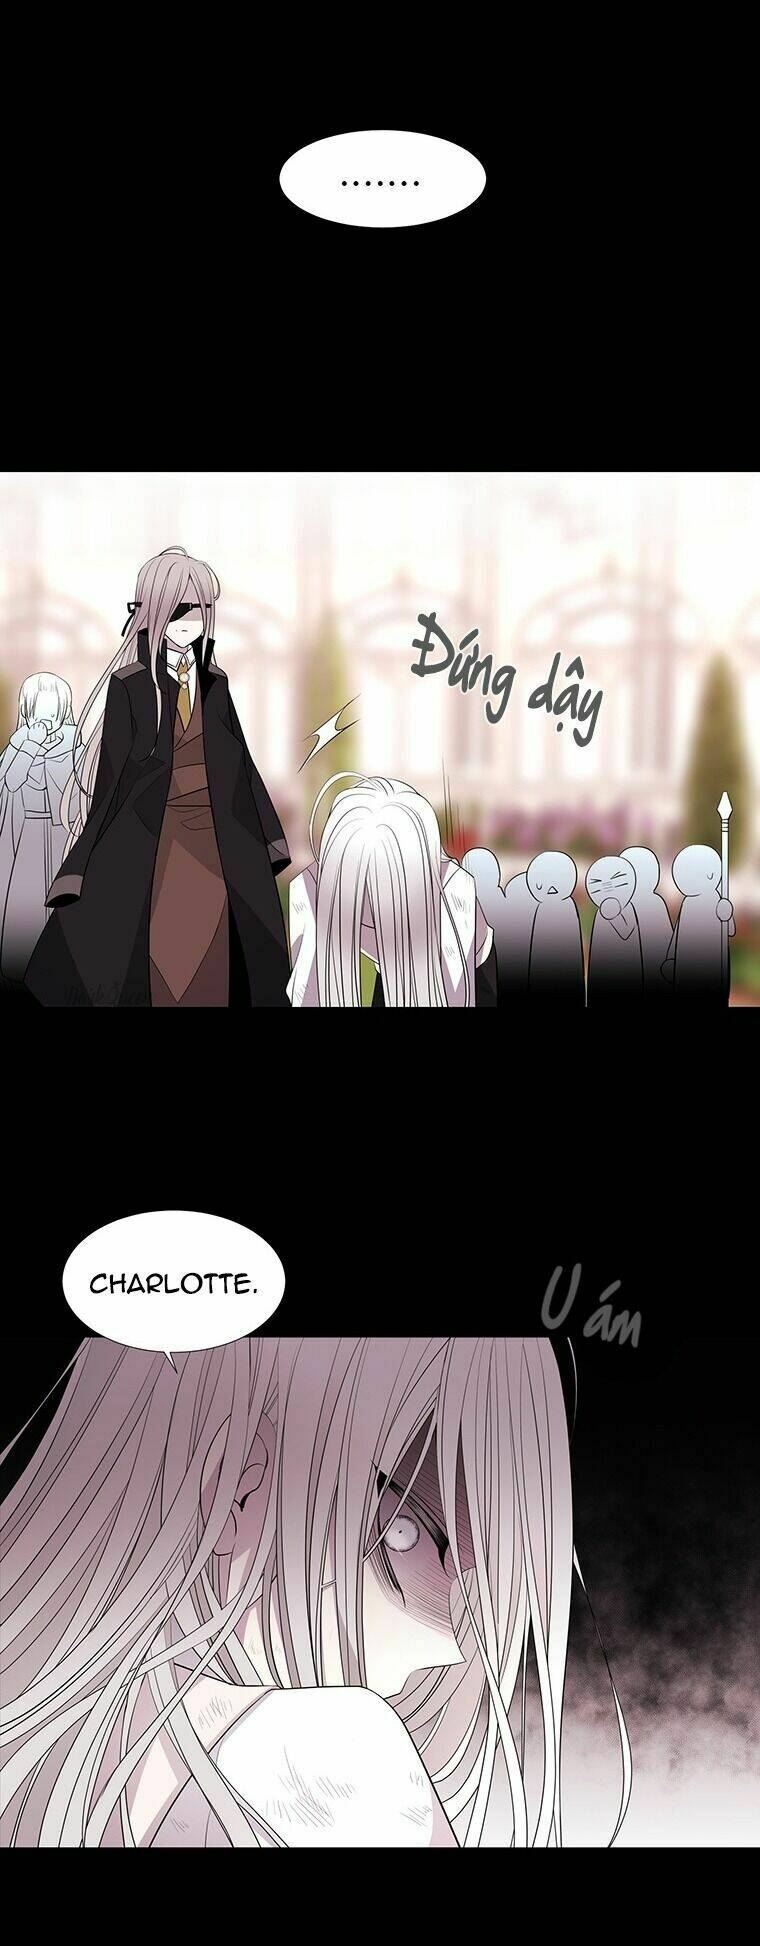 .......
Đứng dậy
CHARLOTTE.
U ám